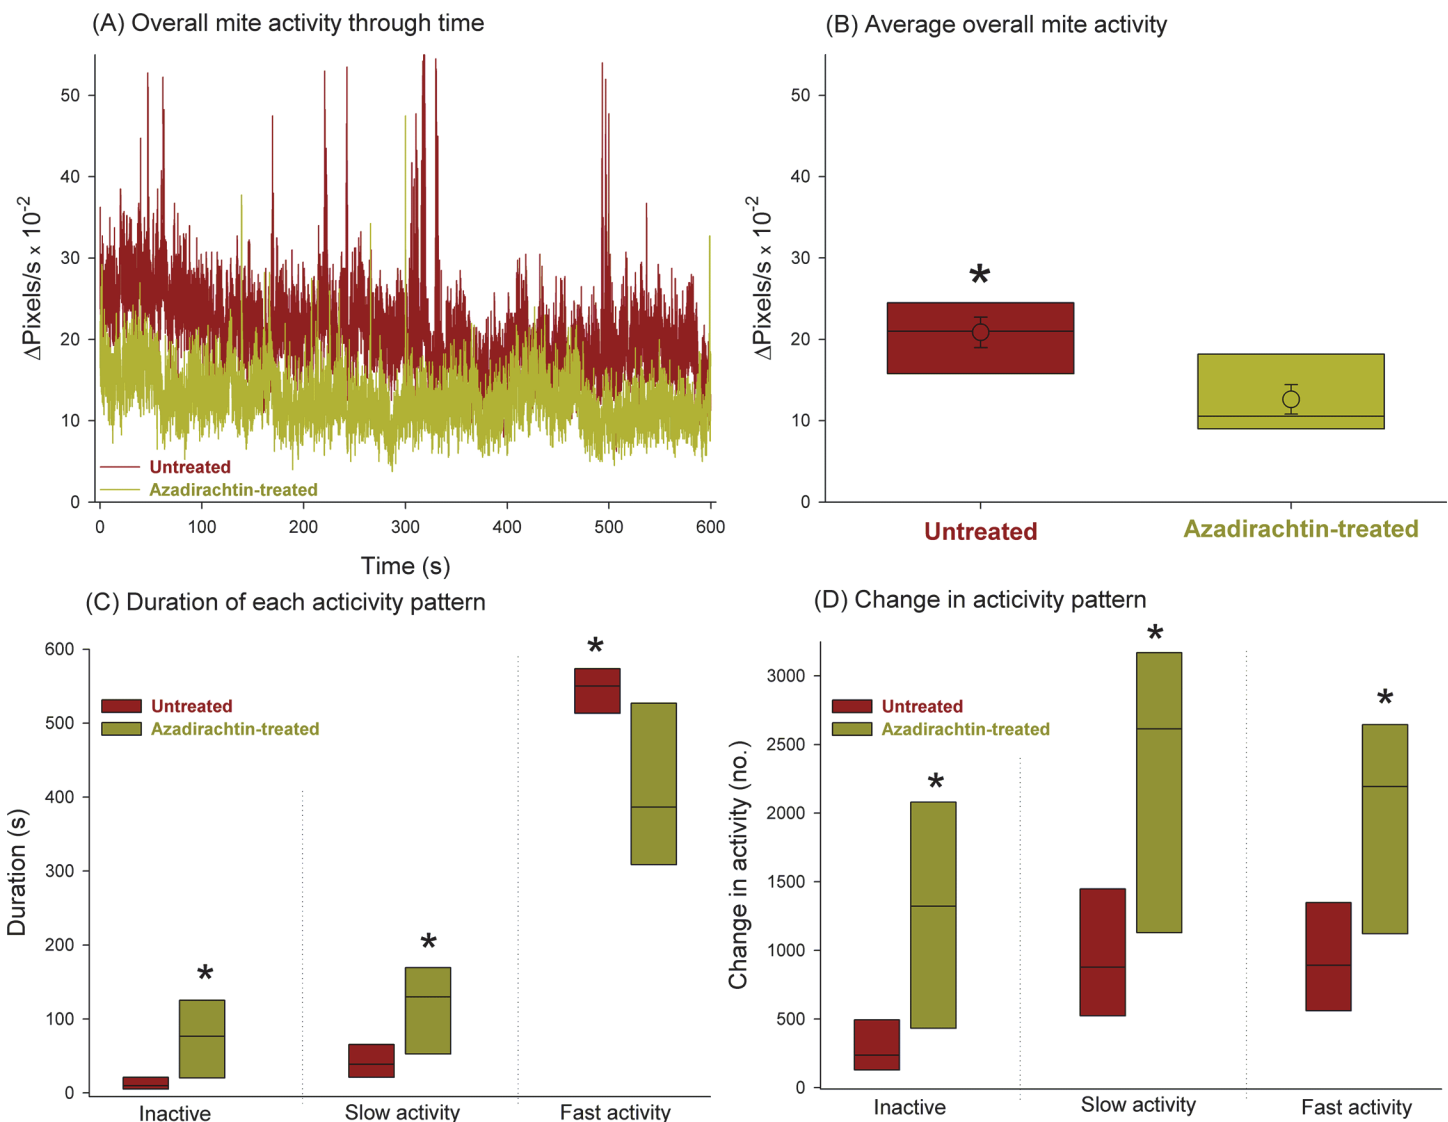 (A) Overall mite activity through time
ΔPixels/s x 10-2
50
40
30
20
10
0
Untreated
Azadirachtin-treated
0 100 200 300 400 500 600
Time (s)
(B) Average overall mite activity
ΔPixels/s x 10-2
50
40
30
20
10
0
*
Untreated
Azadirachtin-treated
(C) Duration of each acticivity pattern
Duration (s)
600
500
400
300
200
100
0
Untreated
Azadirachtin-treated
*
*
*
Inactive
Slow activity
Fast activity
(D) Change in acticivity pattern
Change in activity (no.)
3000
2500
2000
1500
1000
500
0
Untreated
Azadirachtin-treated
*
*
*
Inactive
Slow activity
Fast activity